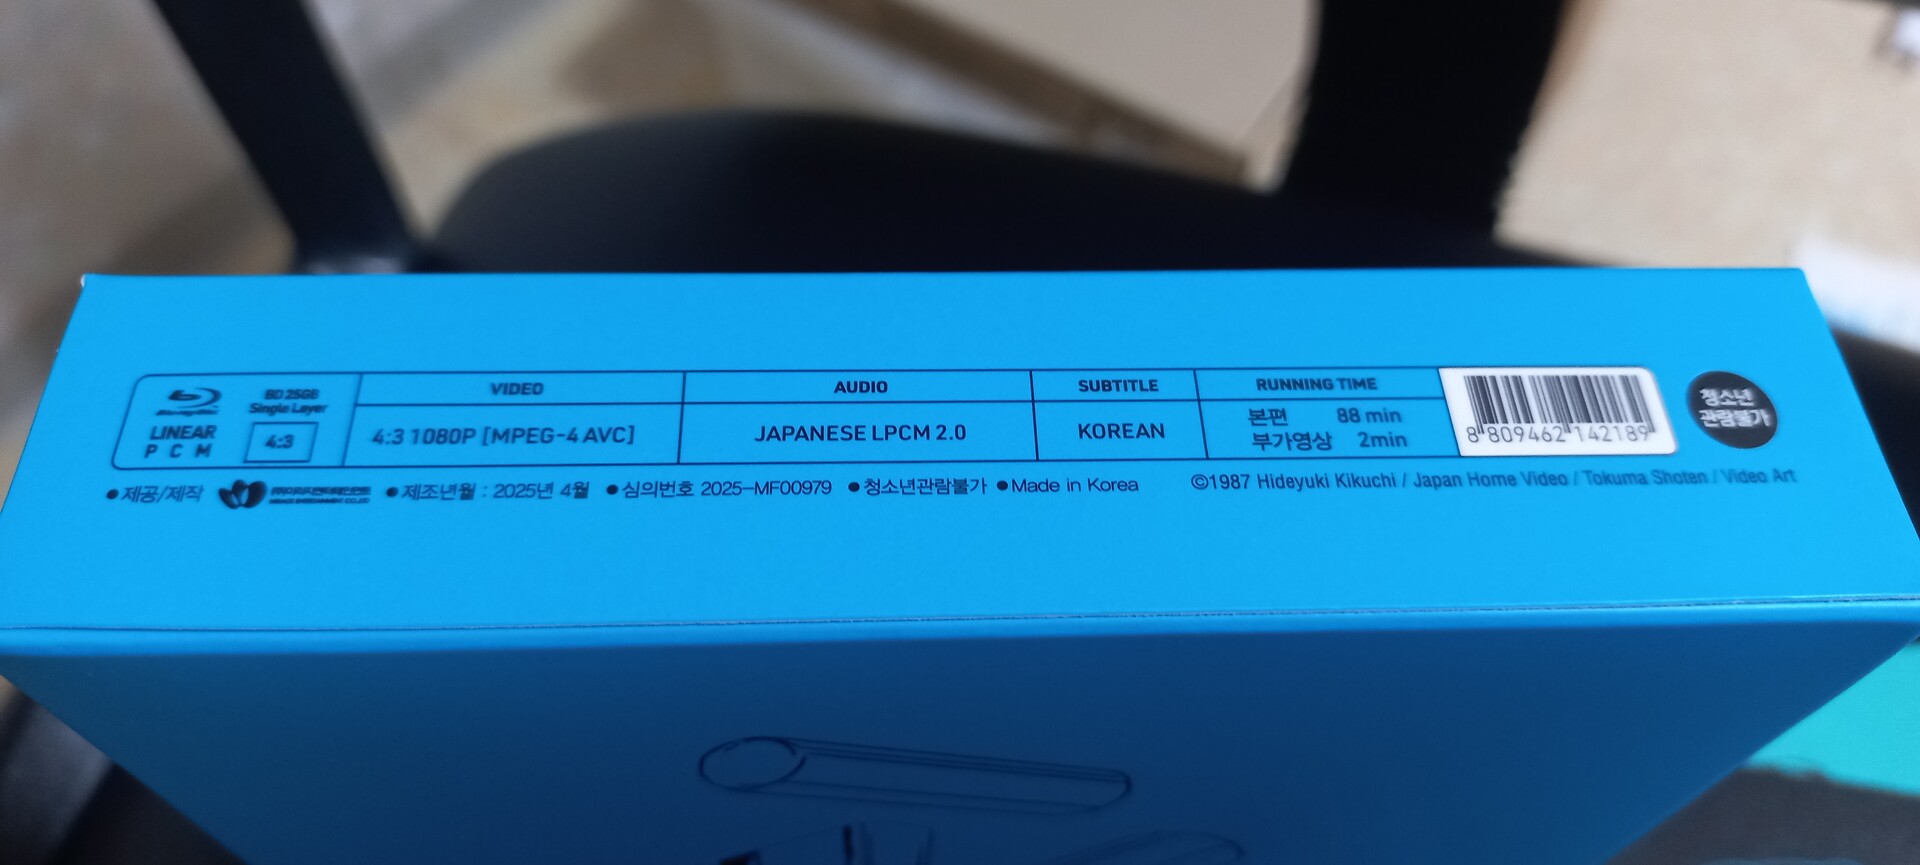 Blu-ray Disc
BD 25GB
Single Layer
LINEAR
P C M
4:3
VIDEO
4:3 1080P [MPEG-4 AVC]
AUDIO
JAPANESE LPCM 2.0
SUBTITLE
KOREAN
RUNNING TIME
본편 88 min
부가영상 2min
8 809462 142189
청소년
관람불가
●제공/제작
●제조년월 : 2025년 4월 ●심의번호 2025-MF00979 ●청소년관람불가 ●Made in Korea
©1987 Hideyuki Kikuchi / Japan Home Video / Tokuma Shoten / Video Art